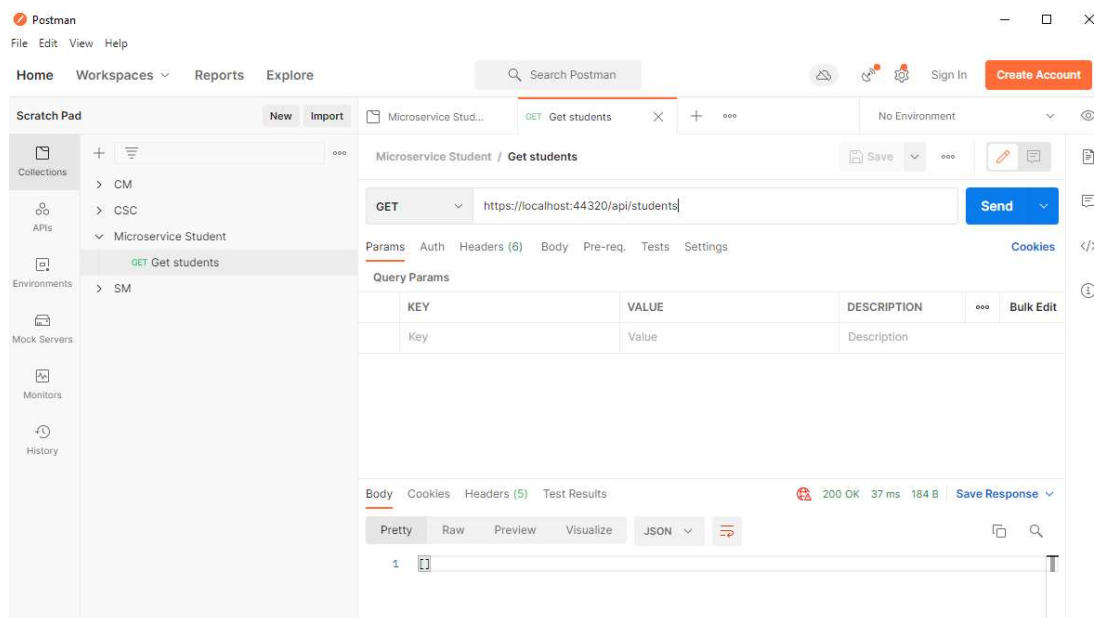 Postman
File Edit View Help
Home Workspaces Reports Explore Search Postman Sign In Create Account
Scratch Pad New Import Microservice Stud... GET Get students No Environment
Collections
APIs
Environments
Mock Servers
Monitors
History
CM
CSC
Microservice Student
GET Get students
SM
Microservice Student / Get students Save
GET https://localhost:44320/api/students Send
Params Auth Headers (6) Body Pre-req. Tests Settings Cookies
Query Params
KEY VALUE DESCRIPTION Bulk Edit
Key Value Description
Body Cookies Headers (5) Test Results 200 OK 37 ms 184 B Save Response
Pretty Raw Preview Visualize JSON
1 []